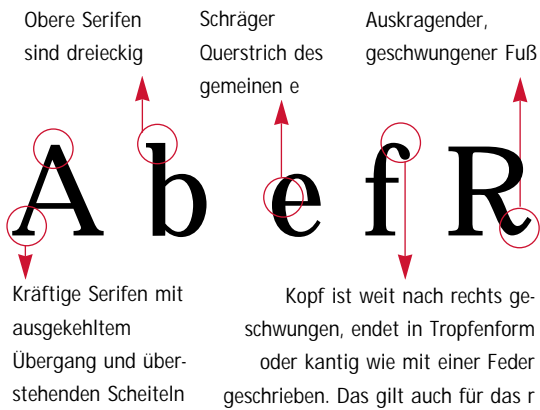 Obere Serifen
sind dreieckig
Schräger
Querstrich des
gemeinen e
Auskragender,
geschwungener Fuß
A b e f R
Kräftige Serifen mit
ausgekehltem
Übergang und über-
stehenden Scheiteln
Kopf ist weit nach rechts ge-
schwungen, endet in Tropfenform
oder kantig wie mit einer Feder
geschrieben. Das gilt auch für das r